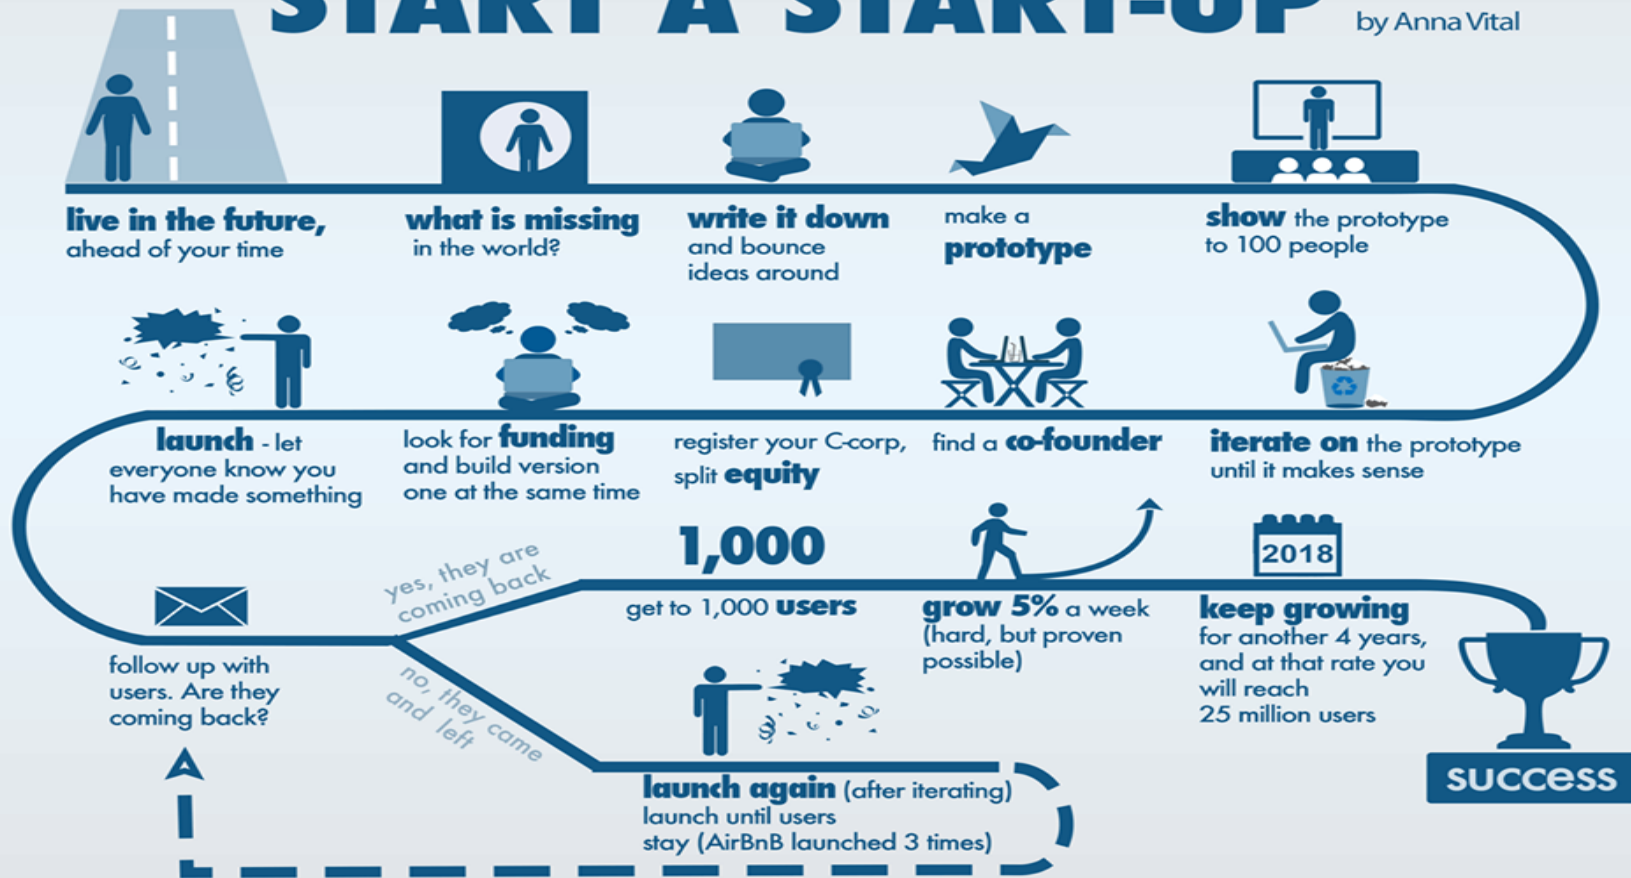 START A START-UP
by Anna Vital
live in the future,
ahead of your time
what is missing
in the world?
write it down
and bounce
ideas around
make a
prototype
show the prototype
to 100 people
iterate on the prototype
until it makes sense
find a co-founder
register your C-corp,
split equity
look for funding
and build version
one at the same time
launch - let
everyone know you
have made something
follow up with
users. Are they
coming back?
yes, they are
coming back
1,000
get to 1,000 users
grow 5% a week
(hard, but proven
possible)
2018
keep growing
for another 4 years,
and at that rate you
will reach
25 million users
success
no, they came
and left
launch again (after iterating)
launch until users
stay (AirBnB launched 3 times)